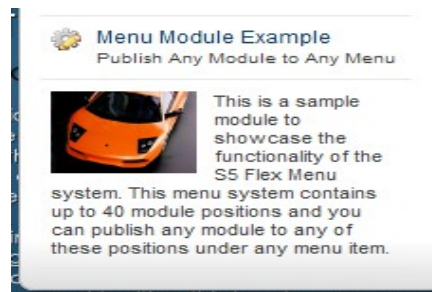 Menu Module Example
Publish Any Module to Any Menu
This is a sample
module to
showcase the
functionality of the
S5 Flex Menu
system. This menu system contains
up to 40 module positions and you
can publish any module to any of
these positions under any menu item.